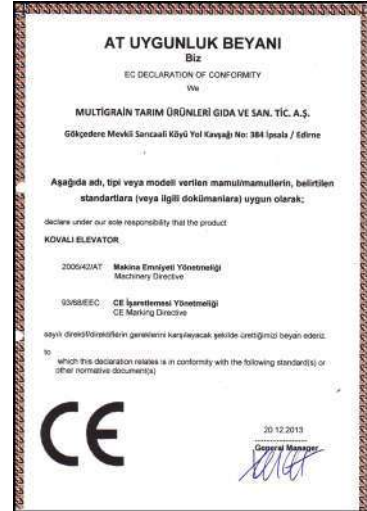 AT UYGUNLUK BEYANI
Biz
EC DECLARATION OF CONFORMITY
We
MULTİGRAİN TARIM ÜRÜNLERİ GIDA VE SAN. TİC. A.Ş.
Gökçedere Mevkii Sarıcaali Köyü Yol Kavşağı No: 384 İpsala / Edirne
Aşağıda adı, tipi veya modeli verilen mamul/mamullerin, belirtilen
standartlara (veya ilgili dokümanlara) uygun olarak;
declare under our sole responsibility that the product
KOVALI ELEVATOR
2006/42/AT Makina Emniyeti Yönetmeliği
Machinery Directive
93/68/EEC CE İşaretlemesi Yönetmeliği
CE Marking Directive
sayılı direktif/direktiflerin gereklerini karşılayacak şekilde ürettiğimizi beyan ederiz.
to
which this declaration relates is in conformity with the following standard(s) or
other normative document(s)
CE
20.12.2013
General Manager